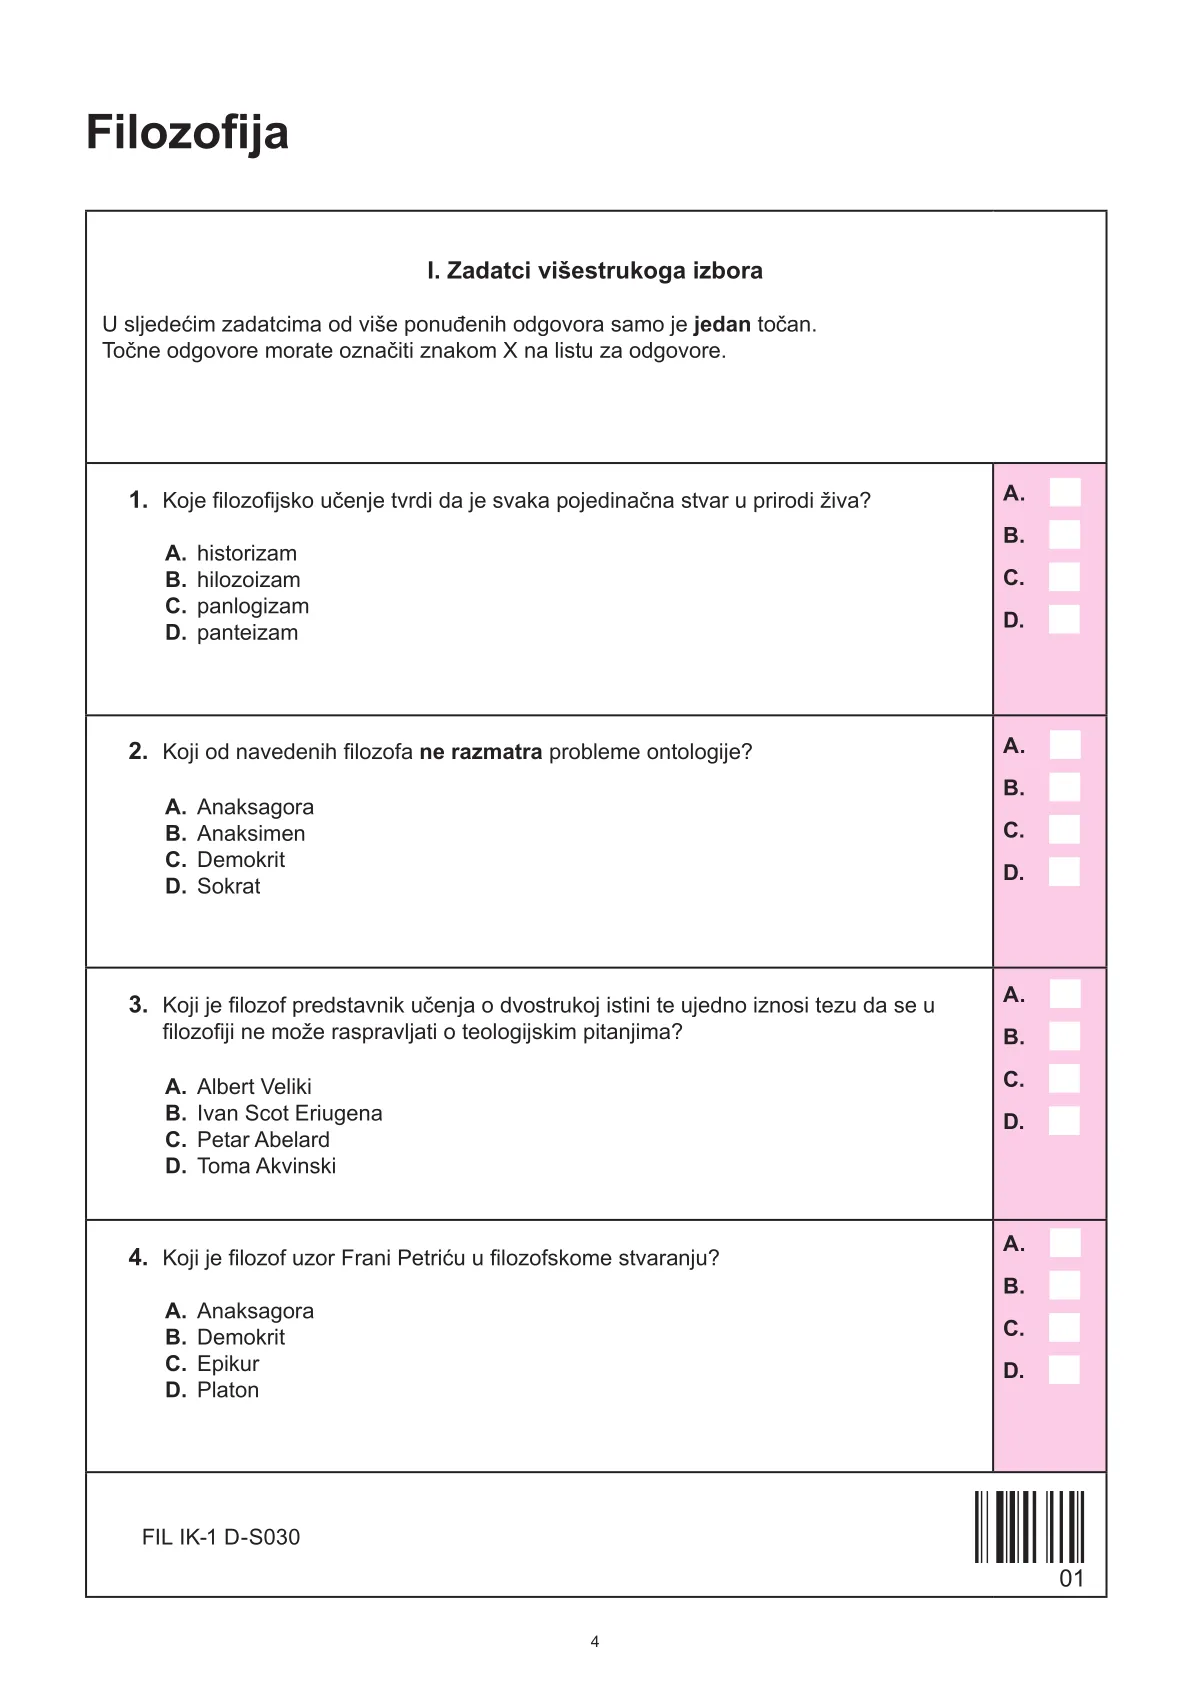 Filozofija
I. Zadatci višestrukoga izbora
U sljedećim zadatcima od više ponuđenih odgovora samo je jedan točan.
Točne odgovore morate označiti znakom X na listu za odgovore.
1. Koje filozofijsko učenje tvrdi da je svaka pojedinačna stvar u prirodi živa?
A. historizam
B. hilozoizam
C. panlogizam
D. panteizam
A.
B.
C.
D.
2. Koji od navedenih filozofa ne razmatra probleme ontologije?
A. Anaksagora
B. Anaksimen
C. Demokrit
D. Sokrat
A.
B.
C.
D.
3. Koji je filozof predstavnik učenja o dvostrukoj istini te ujedno iznosi tezu da se u
filozofiji ne može raspravljati o teologijskim pitanjima?
A. Albert Veliki
B. Ivan Scot Eriugena
C. Petar Abelard
D. Toma Akvinski
A.
B.
C.
D.
4. Koji je filozof uzor Frani Petriću u filozofskome stvaranju?
A. Anaksagora
B. Demokrit
C. Epikur
D. Platon
A.
B.
C.
D.
FIL IK-1 D-S030
01
4